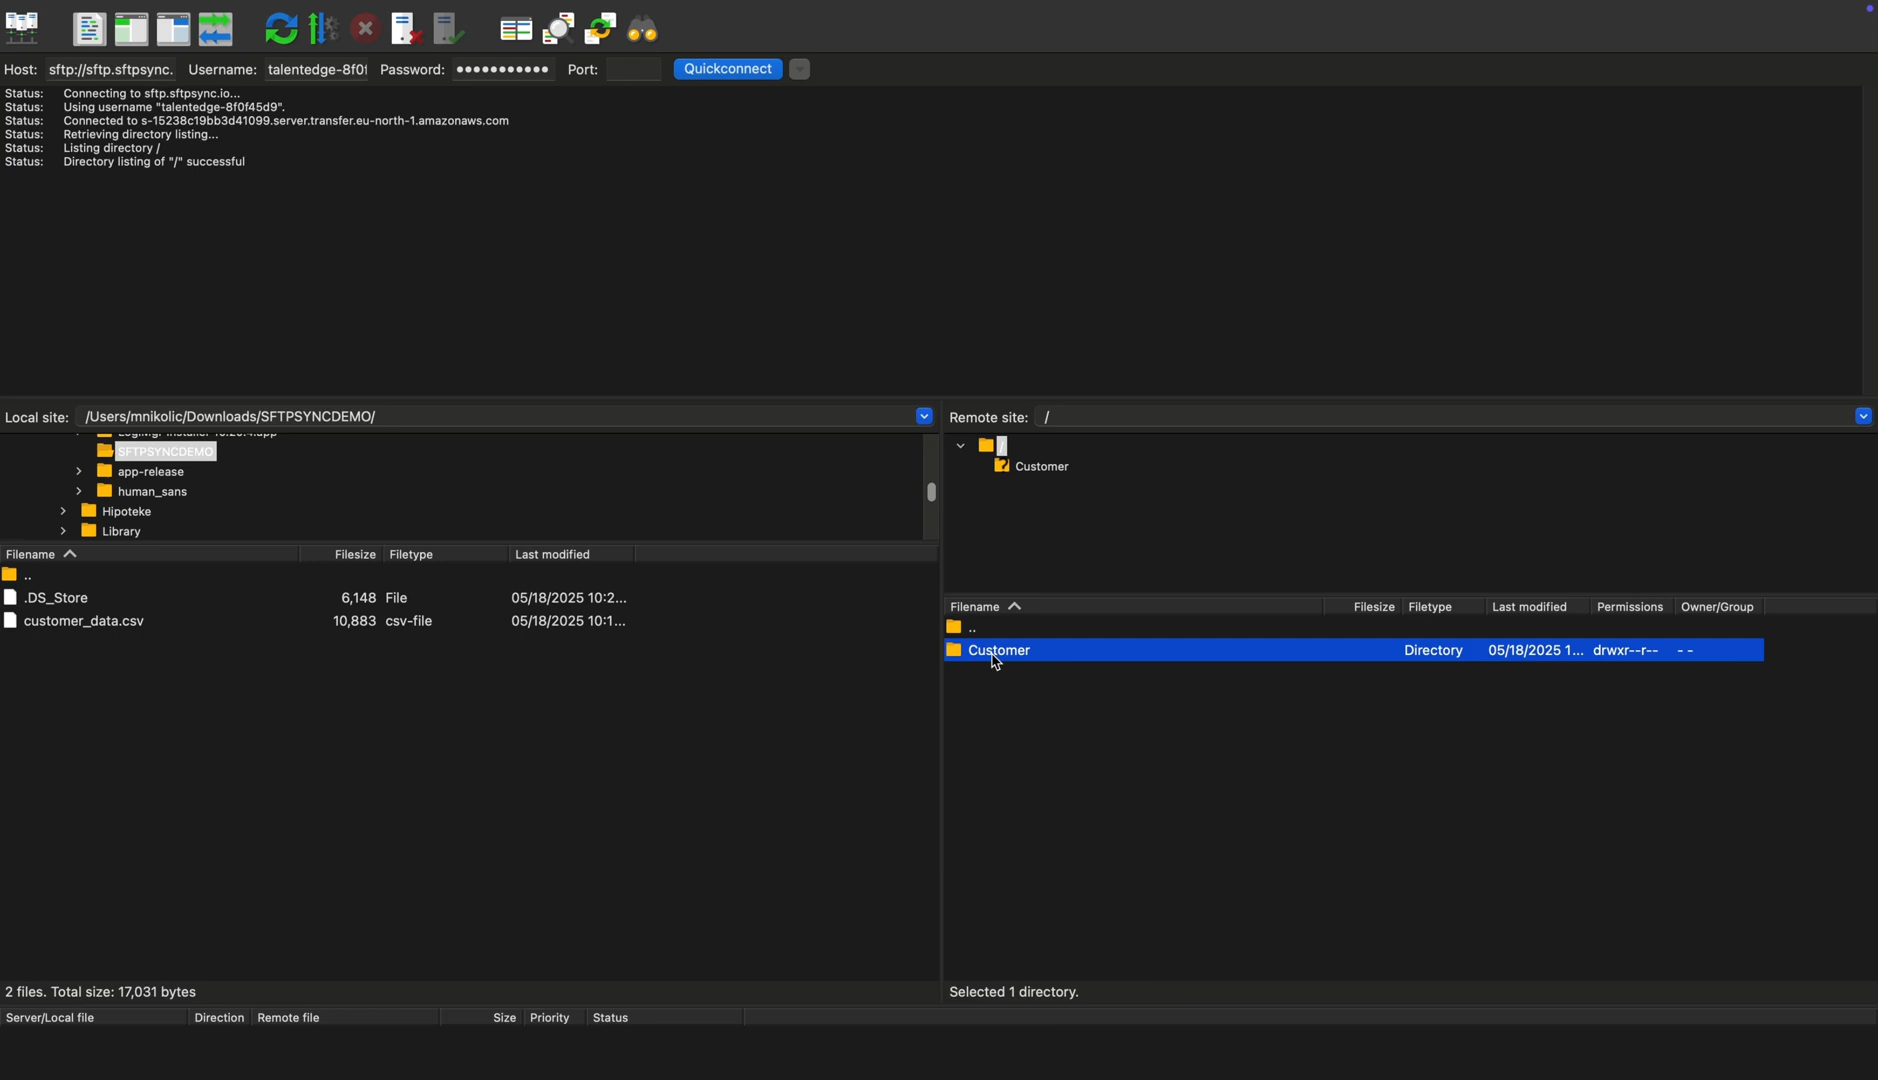 Host: sftp://sftp.sftpsync. Username: talentedge-8f0f Password: ●●●●●●●●●●● Port: Quickconnect
Status: Connecting to sftp.sftpsync.io...
Status: Using username "talentedge-8f0f45d9".
Status: Connected to s-15238c19bb3d41099.server.transfer.eu-north-1.amazonaws.com
Status: Retrieving directory listing...
Status: Listing directory /
Status: Directory listing of "/" successful
Local site: /Users/mnikolic/Downloads/SFTPSYNCDEMO/
SFTPSYNCDEMO
app-release
human_sans
Hipoteke
Library
Filename Filesize Filetype Last modified
..
.DS_Store 6,148 File 05/18/2025 10:2...
customer_data.csv 10,883 csv-file 05/18/2025 10:1...
2 files. Total size: 17,031 bytes
Remote site: /
/
Customer
Filename Filesize Filetype Last modified Permissions Owner/Group
..
Customer Directory 05/18/2025 1... drwxr--r-- - -
Selected 1 directory.
Server/Local file Direction Remote file Size Priority Status